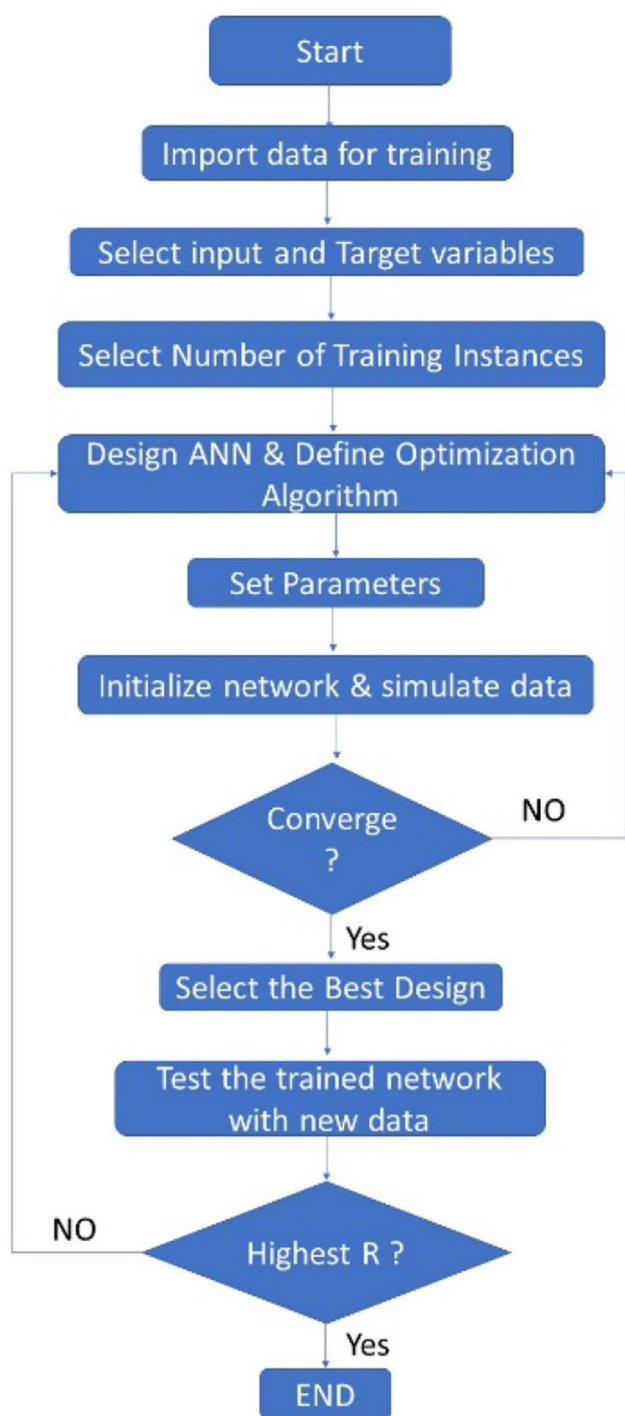 Start
Import data for training
Select input and Target variables
Select Number of Training Instances
Design ANN & Define Optimization
Algorithm
Set Parameters
Initialize network & simulate data
Converge
?
NO
Yes
Select the Best Design
Test the trained network
with new data
NO
Highest R ?
Yes
END